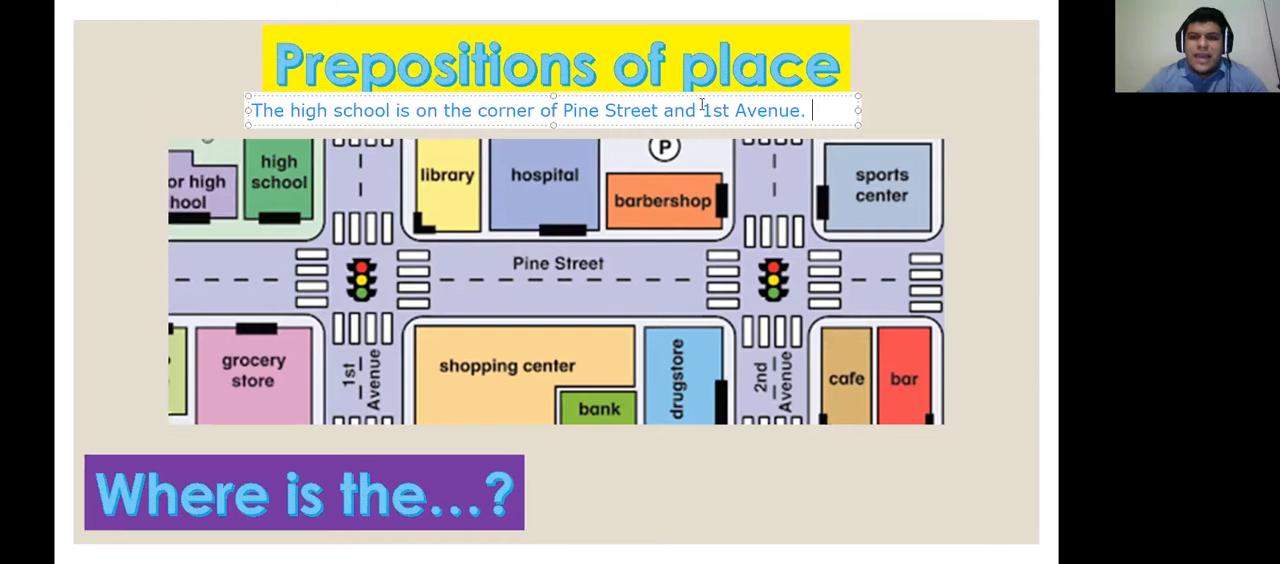 Prepositions of place
The high school is on the corner of Pine Street and 1st Avenue.
high
school
or high
hool
library
hospital
P
barbershop
sports
center
Pine Street
grocery
store
1st
Avenue
shopping center
bank
drugstore
2nd
Avenue
cafe
bar
Where is the...?